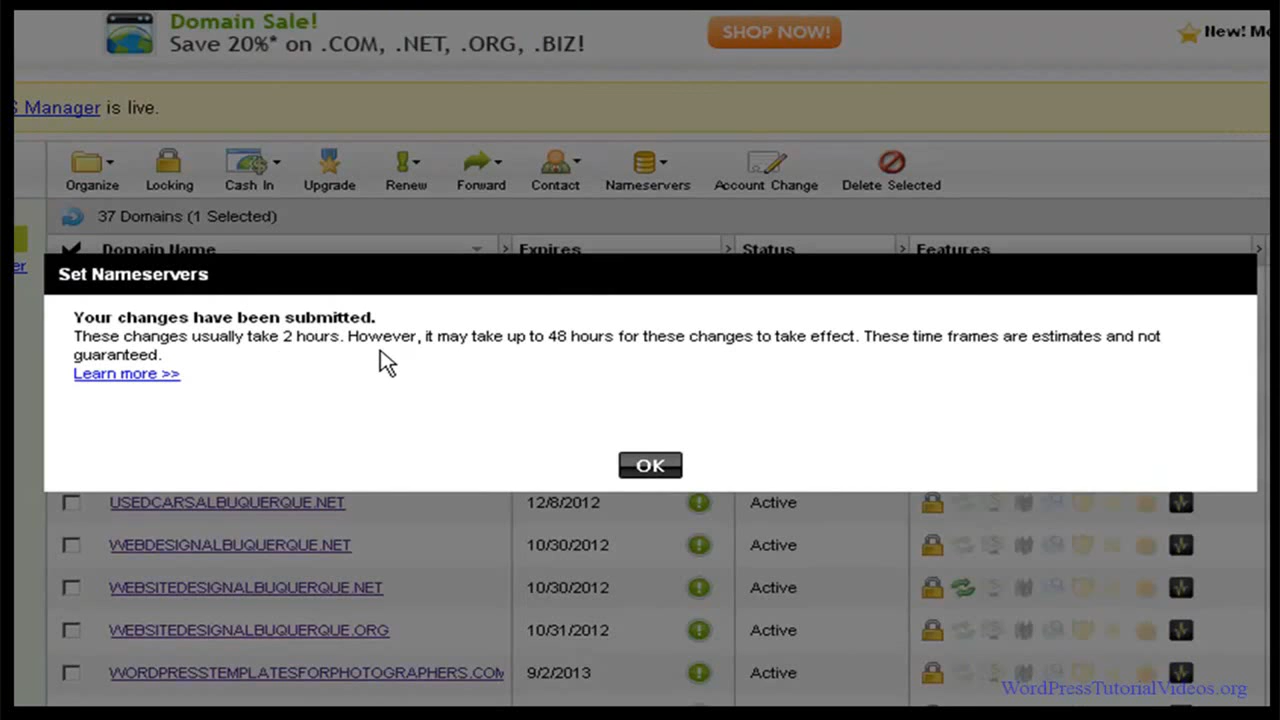 Domain Sale!
Save 20%* on .COM, .NET, .ORG, .BIZ!
SHOP NOW!
New!
S Manager is live.
Organize Locking Cash In Upgrade Renew Forward Contact Nameservers Account Change Delete Selected
37 Domains (1 Selected)
Domain Name Expires Status Features
er
Set Nameservers
Your changes have been submitted.
These changes usually take 2 hours. However, it may take up to 48 hours for these changes to take effect. These time frames are estimates and not
guaranteed.
Learn more >>
OK
USEDCARSALBUQUERQUE.NET 12/8/2012 Active
WEBDESIGNALBUQUERQUE.NET 10/30/2012 Active
WEBSITEDESIGNALBUQUERQUE.NET 10/30/2012 Active
WEBSITEDESIGNALBUQUERQUE.ORG 10/31/2012 Active
WORDPRESSTEMPLATESFORPHOTOGRAPHERS.COM 9/2/2013 Active
WordPressTutorialVideos.org